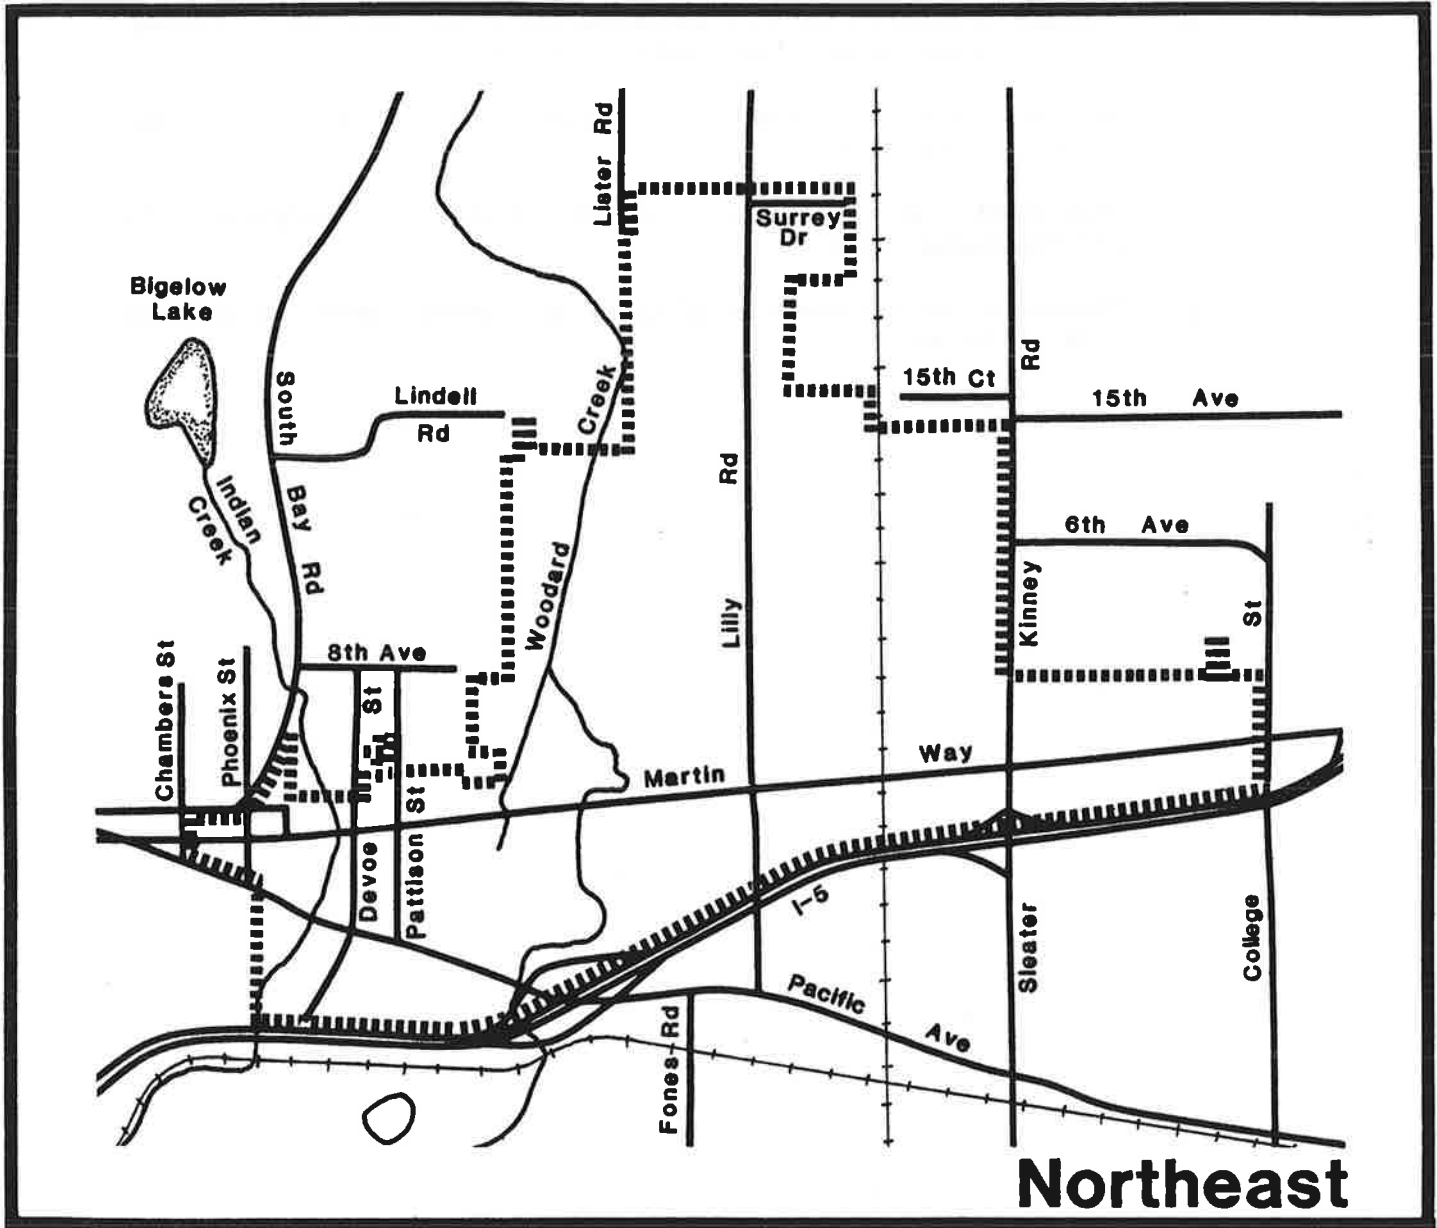 Lister Rd
Surrey
Dr
Bigelow
Lake
South
Bay
Rd
Lindell
Rd
Creek
15th Ct
Rd
15th Ave
Rd
Indian
Creek
6th Ave
Woodard
Lilly
Kinney
St
8th Ave
Chambers St
Phoenix St
St
Martin
Way
Devoe
Pattison St
I-5
Sleater
College
Pacific
Ave
Fones Rd
Northeast